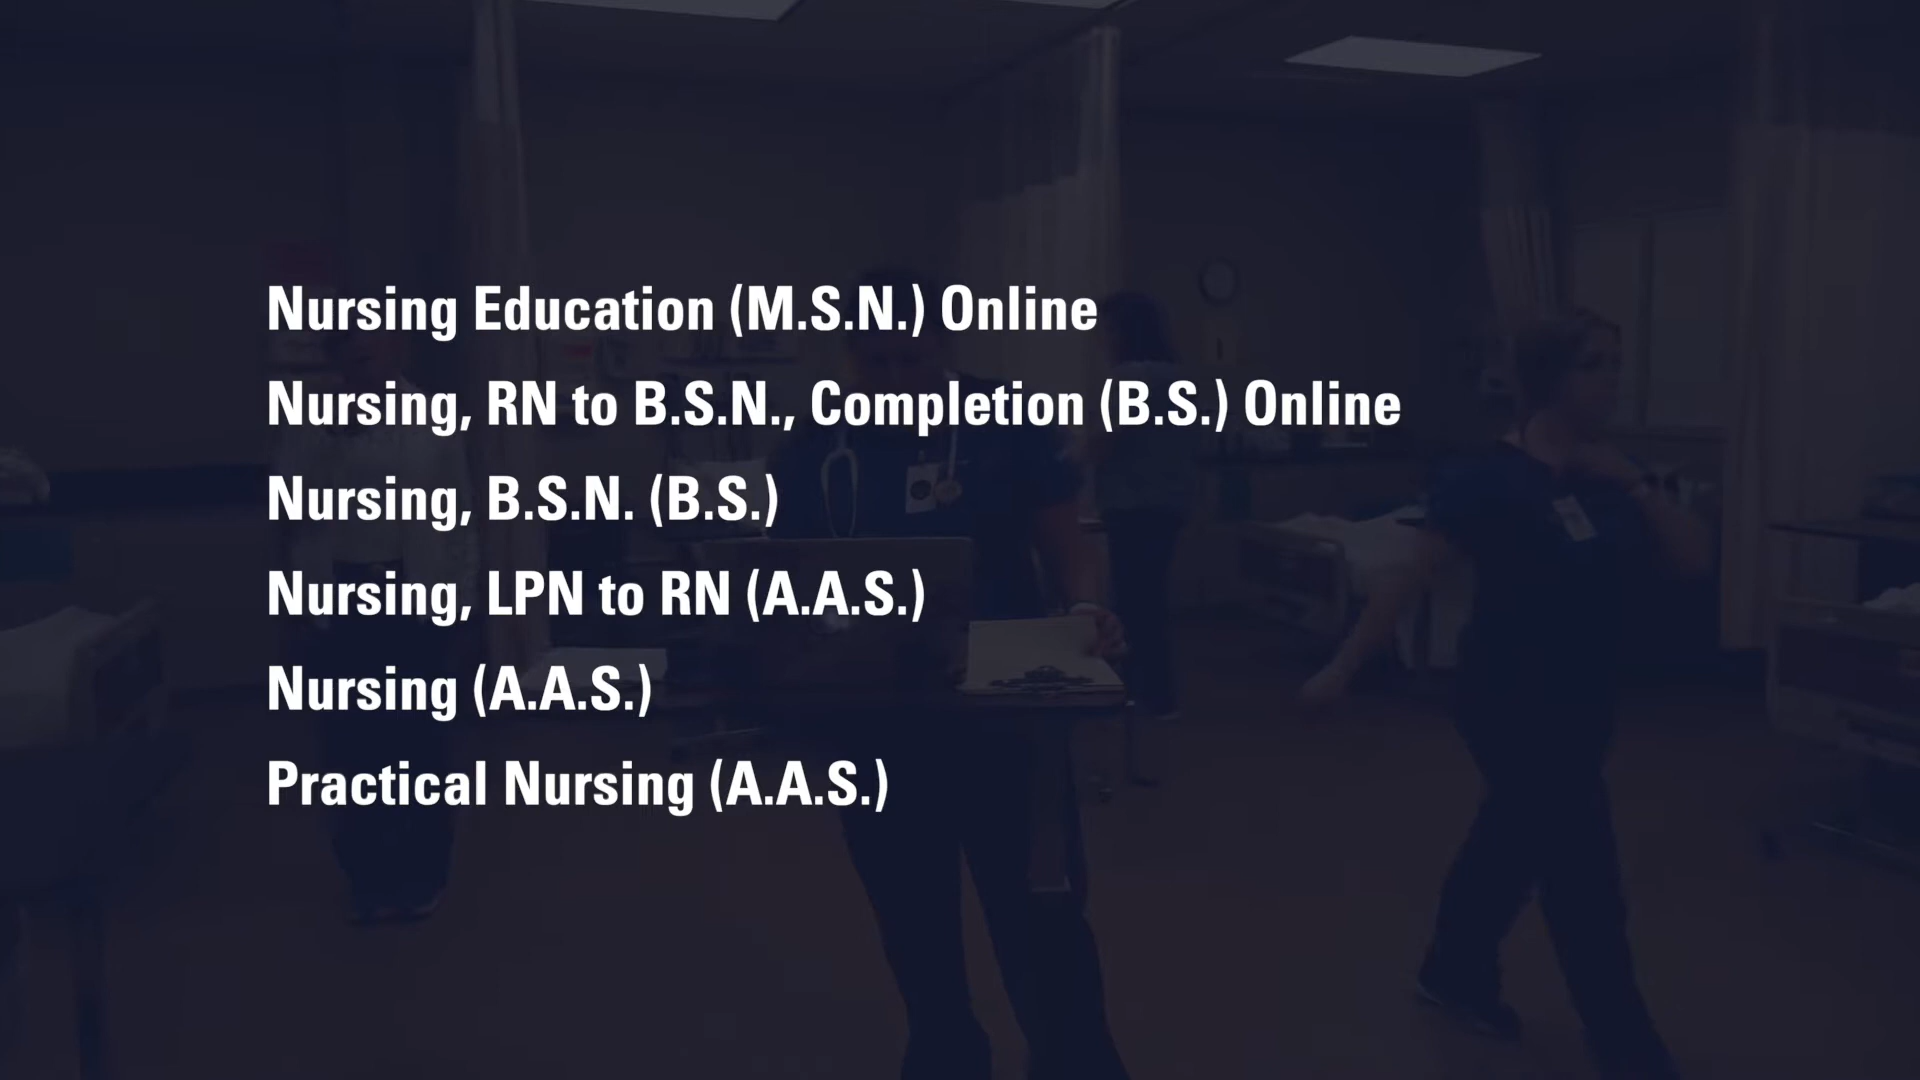 Nursing Education (M.S.N.) Online
Nursing, RN to B.S.N., Completion (B.S.) Online
Nursing, B.S.N. (B.S.)
Nursing, LPN to RN (A.A.S.)
Nursing (A.A.S.)
Practical Nursing (A.A.S.)